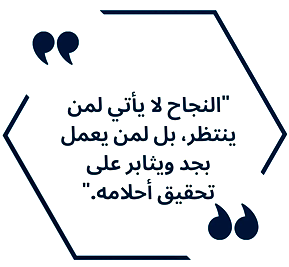 "النجاح لا يأتي لمن
ينتظر، بل لمن يعمل
بجد ويثابر على
تحقيق أحلامه."